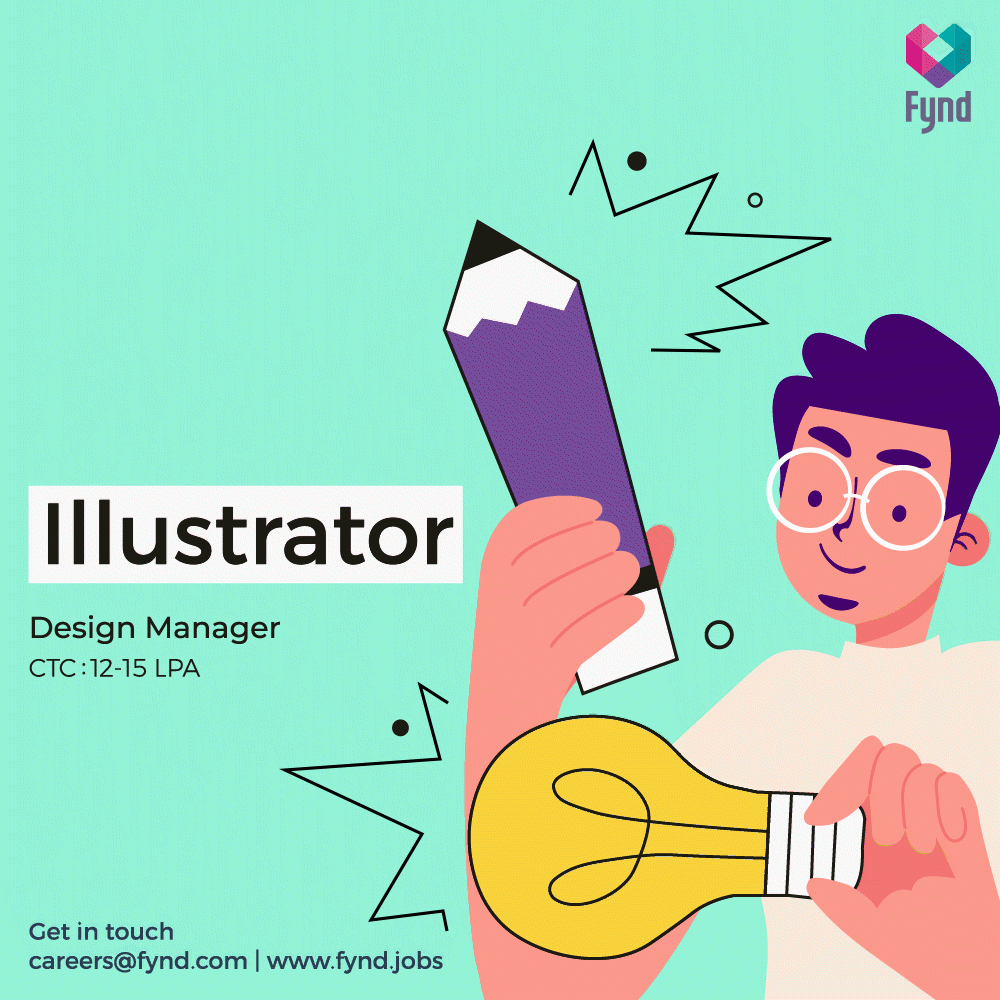 Fynd
Illustrator
Design Manager
CTC : 12-15 LPA
Get in touch
careers@fynd.com | www.fynd.jobs